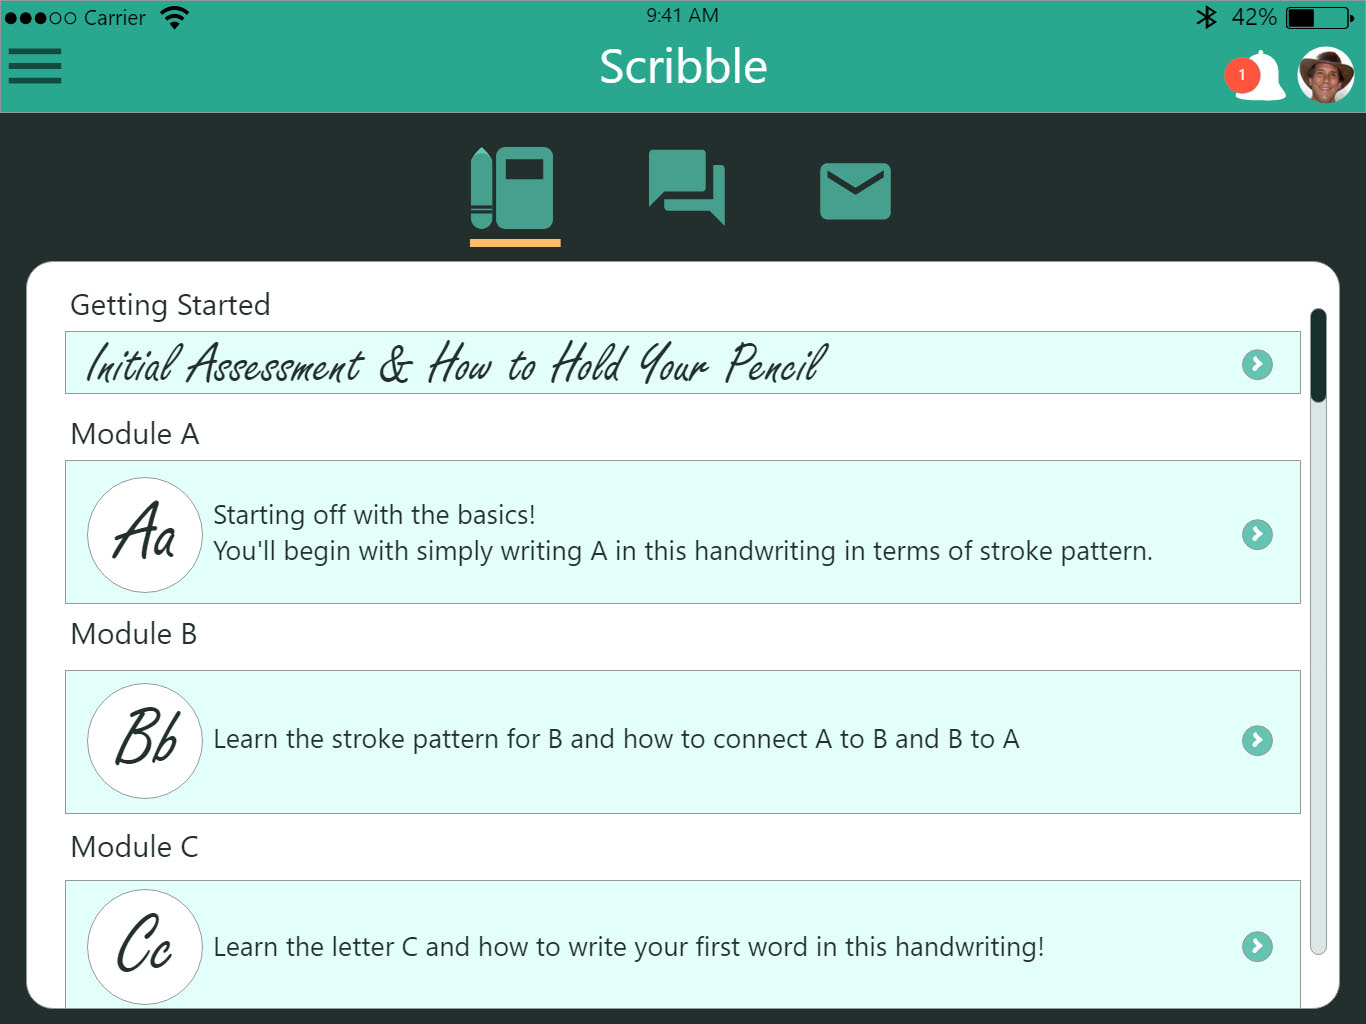 Carrier 9:41 AM 42%
Scribble
1
Getting Started
Initial Assessment & How to Hold Your Pencil
Module A
Aa
Starting off with the basics!
You'll begin with simply writing A in this handwriting in terms of stroke pattern.
Module B
Bb
Learn the stroke pattern for B and how to connect A to B and B to A
Module C
Cc
Learn the letter C and how to write your first word in this handwriting!